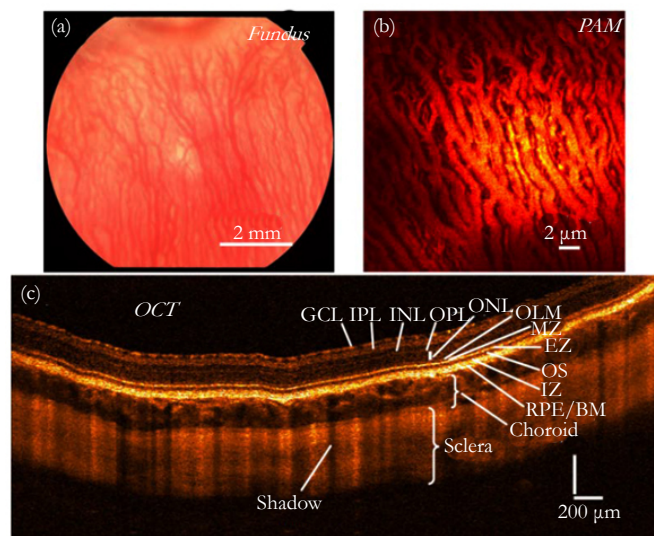 (a)
Fundus
2 mm
(b)
PAM
2 µm
(c)
OCT
GCL IPL INL OPL ONL
OLM
MZ
EZ
OS
IZ
RPE/BM
Choroid
Sclera
Shadow
200 µm